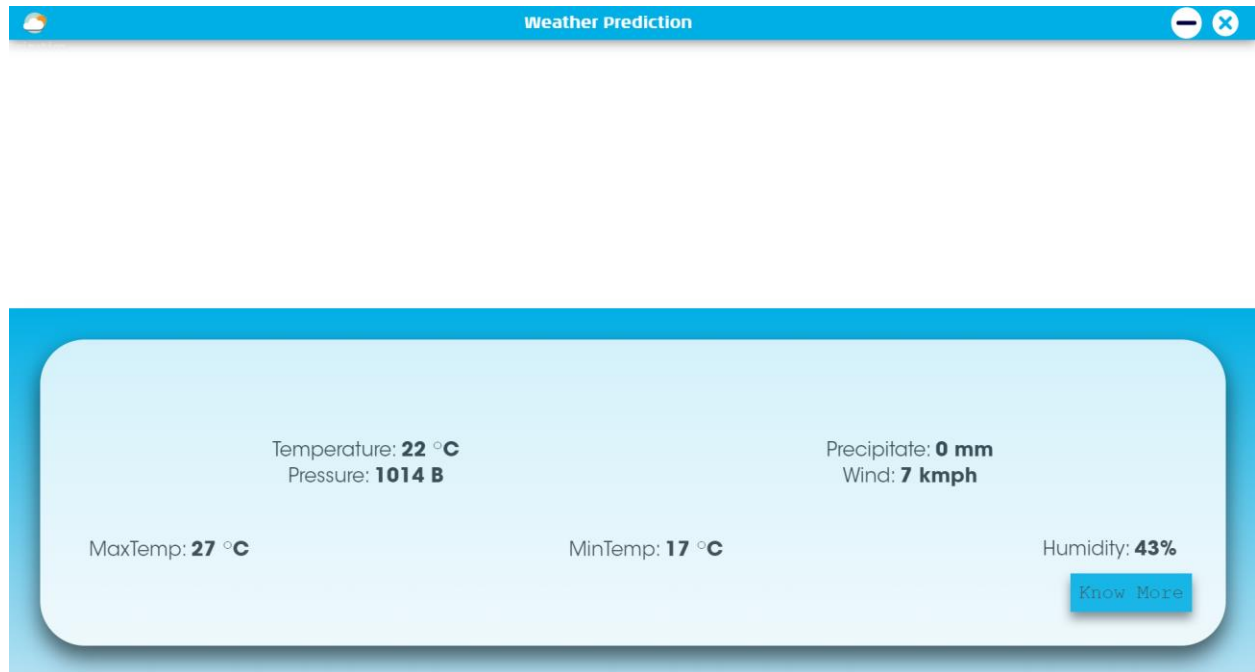 Weather Prediction
Temperature: 22 °C
Pressure: 1014 B
Precipitate: 0 mm
Wind: 7 kmph
MaxTemp: 27 °C
MinTemp: 17 °C
Humidity: 43%
Know More